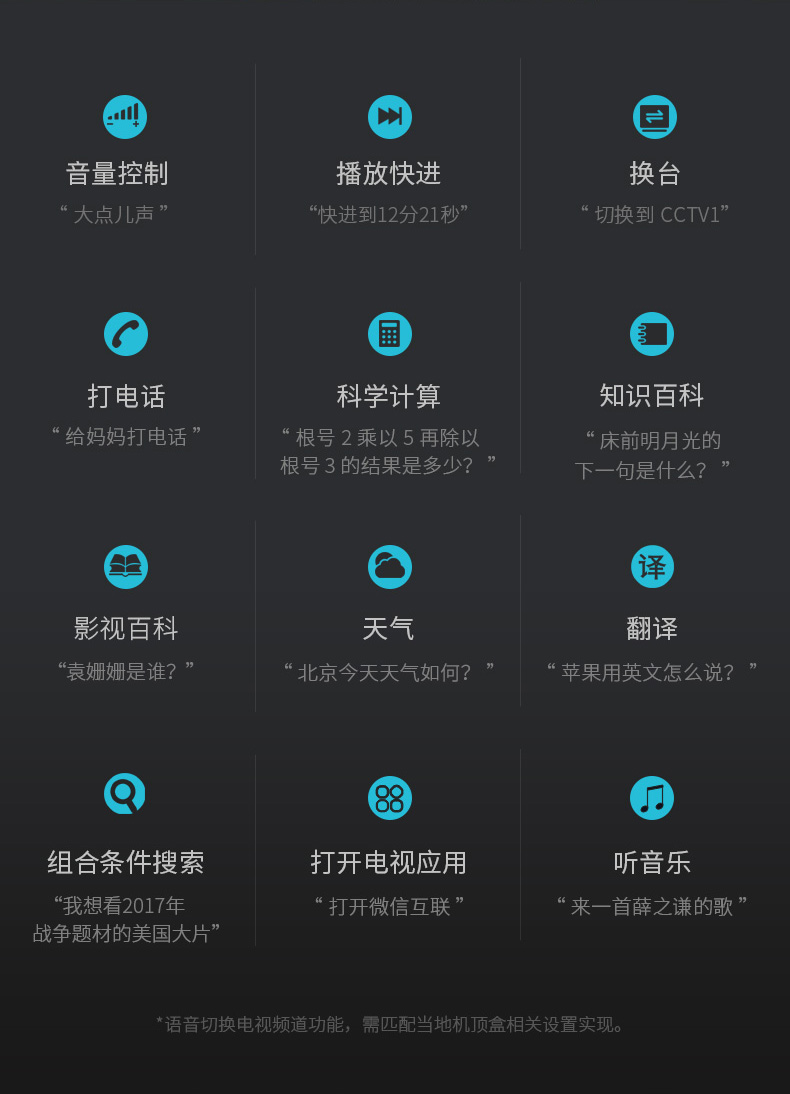 音量控制
“ 大点儿声 ”
播放快进
“快进到12分21秒”
换台
“ 切换到 CCTV1”
打电话
“ 给妈妈打电话 ”
科学计算
“ 根号 2 乘以 5 再除以
根号 3 的结果是多少? ”
知识百科
“ 床前明月光的
下一句是什么? ”
影视百科
“袁姗姗是谁? ”
天气
“ 北京今天天气如何? ”
译
翻译
“ 苹果用英文怎么说? ”
组合条件搜索
“我想看2017年
战争题材的美国大片”
打开电视应用
“ 打开微信互联 ”
听音乐
“ 来一首薛之谦的歌 ”
*语音切换电视频道功能，需匹配当地机顶盒相关设置实现。